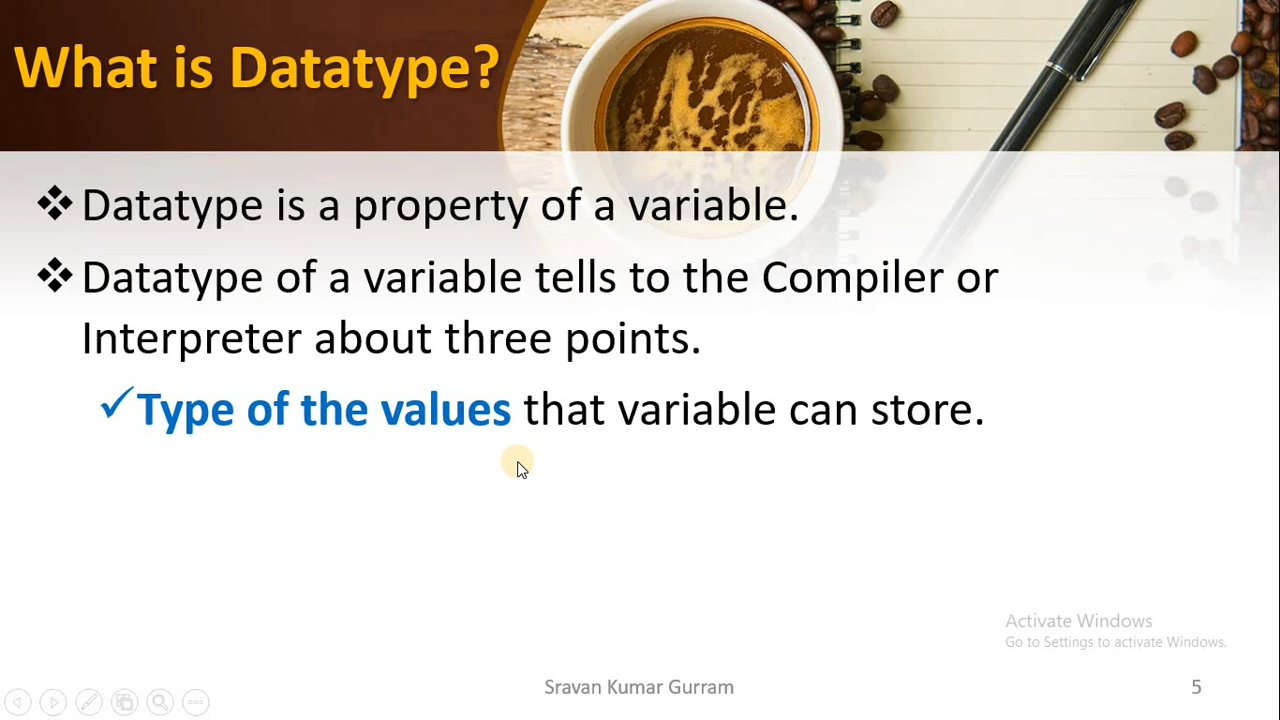 What is Datatype?
❖Datatype is a property of a variable.
❖Datatype of a variable tells to the Compiler or
Interpreter about three points.
✓Type of the values that variable can store.
Activate Windows
Go to Settings to activate Windows.
Sravan Kumar Gurram
5